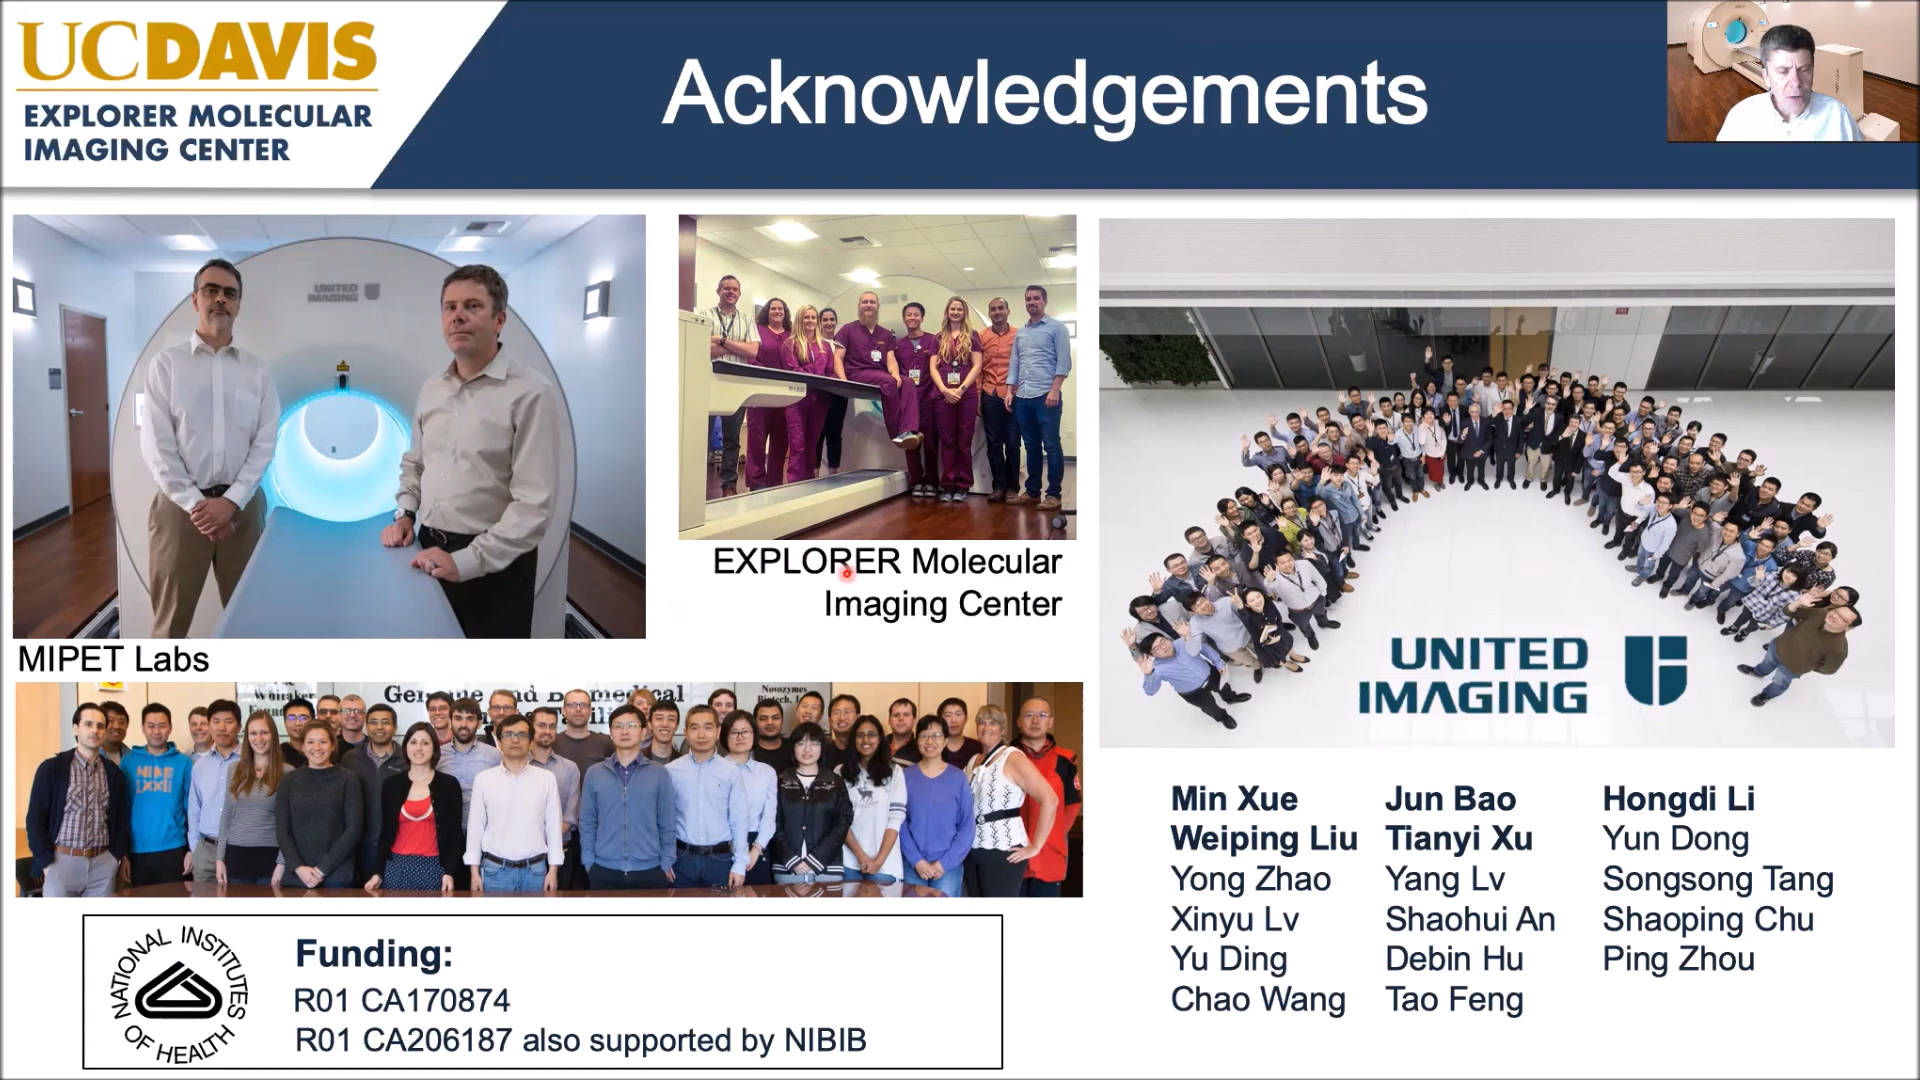 UCDAVIS
EXPLORER MOLECULAR
IMAGING CENTER
Acknowledgements
UNITED
IMAGING
EXPLORER Molecular
Imaging Center
MIPET Labs
Whitaker
Novozymes
UNITED
IMAGING
Min Xue
Weiping Liu
Yong Zhao
Xinyu Lv
Yu Ding
Chao Wang
Jun Bao
Tianyi Xu
Yang Lv
Shaohui An
Debin Hu
Tao Feng
Hongdi Li
Yun Dong
Songsong Tang
Shaoping Chu
Ping Zhou
NATIONAL INSTITUTES
OF HEALTH
Funding:
R01 CA170874
R01 CA206187 also supported by NIBIB